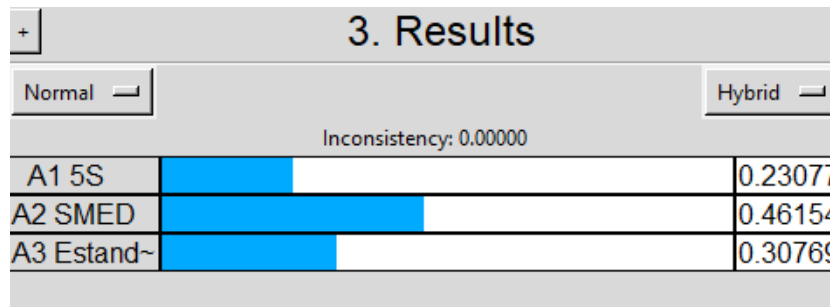 + 3. Results
Normal Hybrid
Inconsistency: 0.00000
A1 5S 0.23077
A2 SMED 0.46154
A3 Estand~ 0.30769